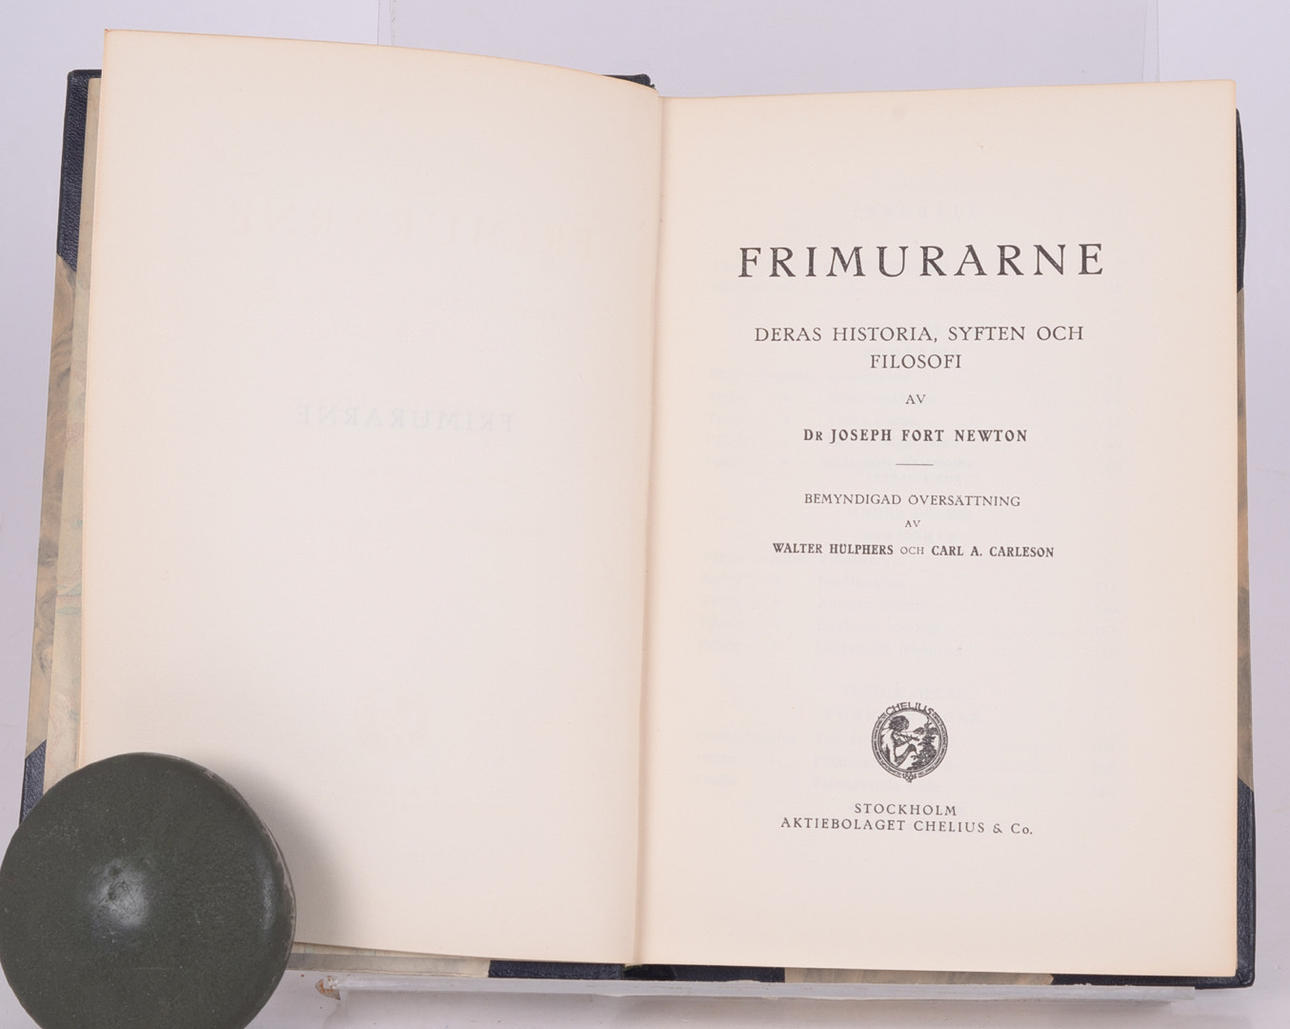 FRIMURARNE
FRIMURARNE
DERAS HISTORIA, SYFTEN OCH
FILOSOFI
AV
DR JOSEPH FORT NEWTON
BEMYNDIGAD ÖVERSÄTTNING
AV
WALTER HÜLPHERS OCH CARL A. CARLESON
CHELIUS
STOCKHOLM
AKTIEBOLAGET CHELIUS & Co.